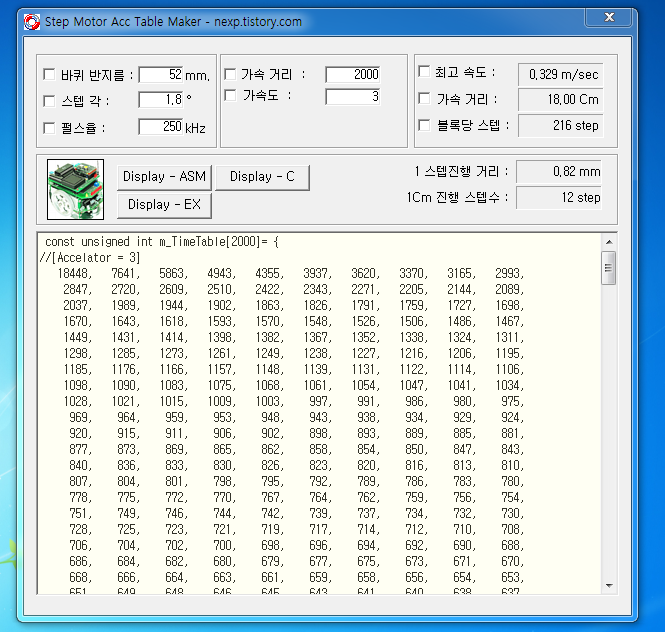 Step Motor Acc Table Maker - nexp.tistory.com
x
바퀴 반지름 : 52 mm.
스텝 각 : 1.8 °
펄스율 : 250 kHz
가속 거리 : 2000
가속도 : 3
최고 속도 : 0.329 m/sec
가속 거리 : 18.00 Cm
블록당 스텝 : 216 step
Display - ASM
Display - C
Display - EX
1 스텝진행 거리 : 0.82 mm
1Cm 진행 스텝수 : 12 step
const unsigned int m_TimeTable[2000]= {
//[Accelator = 3]
18448, 7641, 5863, 4943, 4355, 3937, 3620, 3370, 3165, 2993,
2847, 2720, 2609, 2510, 2422, 2343, 2271, 2205, 2144, 2089,
2037, 1989, 1944, 1902, 1863, 1826, 1791, 1759, 1727, 1698,
1670, 1643, 1618, 1593, 1570, 1548, 1526, 1506, 1486, 1467,
1449, 1431, 1414, 1398, 1382, 1367, 1352, 1338, 1324, 1311,
1298, 1285, 1273, 1261, 1249, 1238, 1227, 1216, 1206, 1195,
1185, 1176, 1166, 1157, 1148, 1139, 1131, 1122, 1114, 1106,
1098, 1090, 1083, 1075, 1068, 1061, 1054, 1047, 1041, 1034,
1028, 1021, 1015, 1009, 1003, 997, 991, 986, 980, 975,
969, 964, 959, 953, 948, 943, 938, 934, 929, 924,
920, 915, 911, 906, 902, 898, 893, 889, 885, 881,
877, 873, 869, 865, 862, 858, 854, 850, 847, 843,
840, 836, 833, 830, 826, 823, 820, 816, 813, 810,
807, 804, 801, 798, 795, 792, 789, 786, 783, 780,
778, 775, 772, 770, 767, 764, 762, 759, 756, 754,
751, 749, 746, 744, 742, 739, 737, 734, 732, 730,
728, 725, 723, 721, 719, 717, 714, 712, 710, 708,
706, 704, 702, 700, 698, 696, 694, 692, 690, 688,
686, 684, 682, 680, 679, 677, 675, 673, 671, 670,
668, 666, 664, 663, 661, 659, 658, 656, 654, 653,
651, 649, 648, 646, 645, 643, 641, 640, 638, 637,